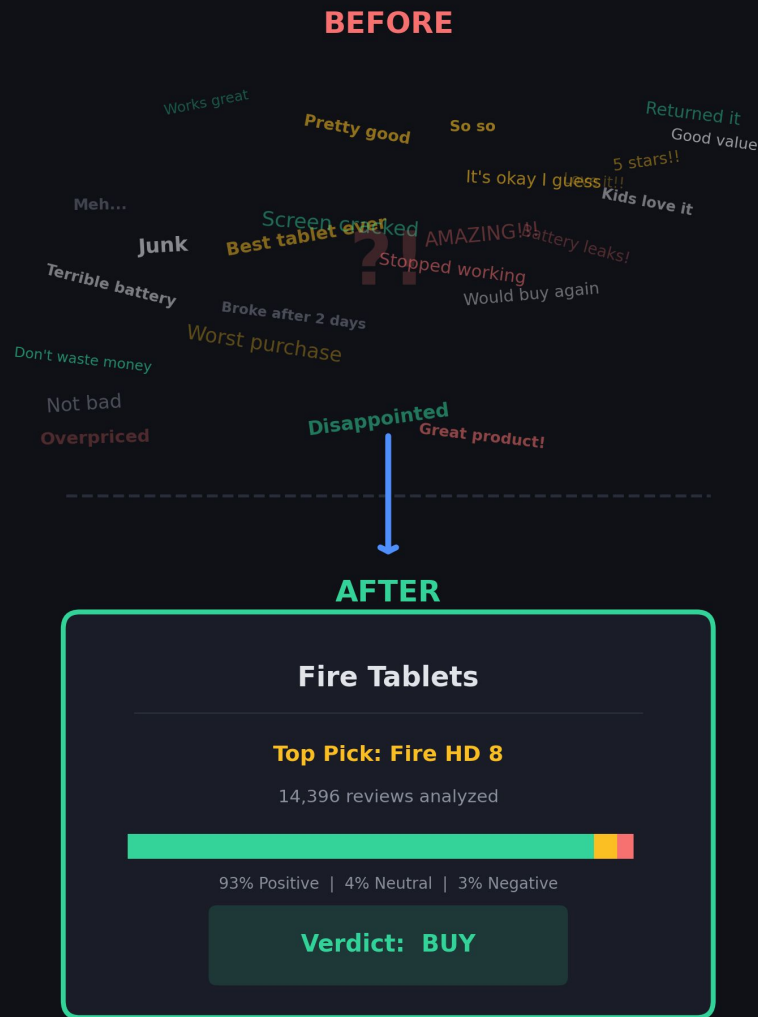 BEFORE
Works great
Returned it
Pretty good
So so
Good value
5 stars!!
It's okay I guess
Love it!!
Kids love it
Meh...
Screen cracked
Best tablet ever
AMAZING!!!
Battery leaks!
Junk
?!
Stopped working
Terrible battery
Would buy again
Broke after 2 days
Worst purchase
Don't waste money
Not bad
Disappointed
Overpriced
Great product!
AFTER
Fire Tablets
Top Pick: Fire HD 8
14,396 reviews analyzed
93% Positive | 4% Neutral | 3% Negative
Verdict: BUY